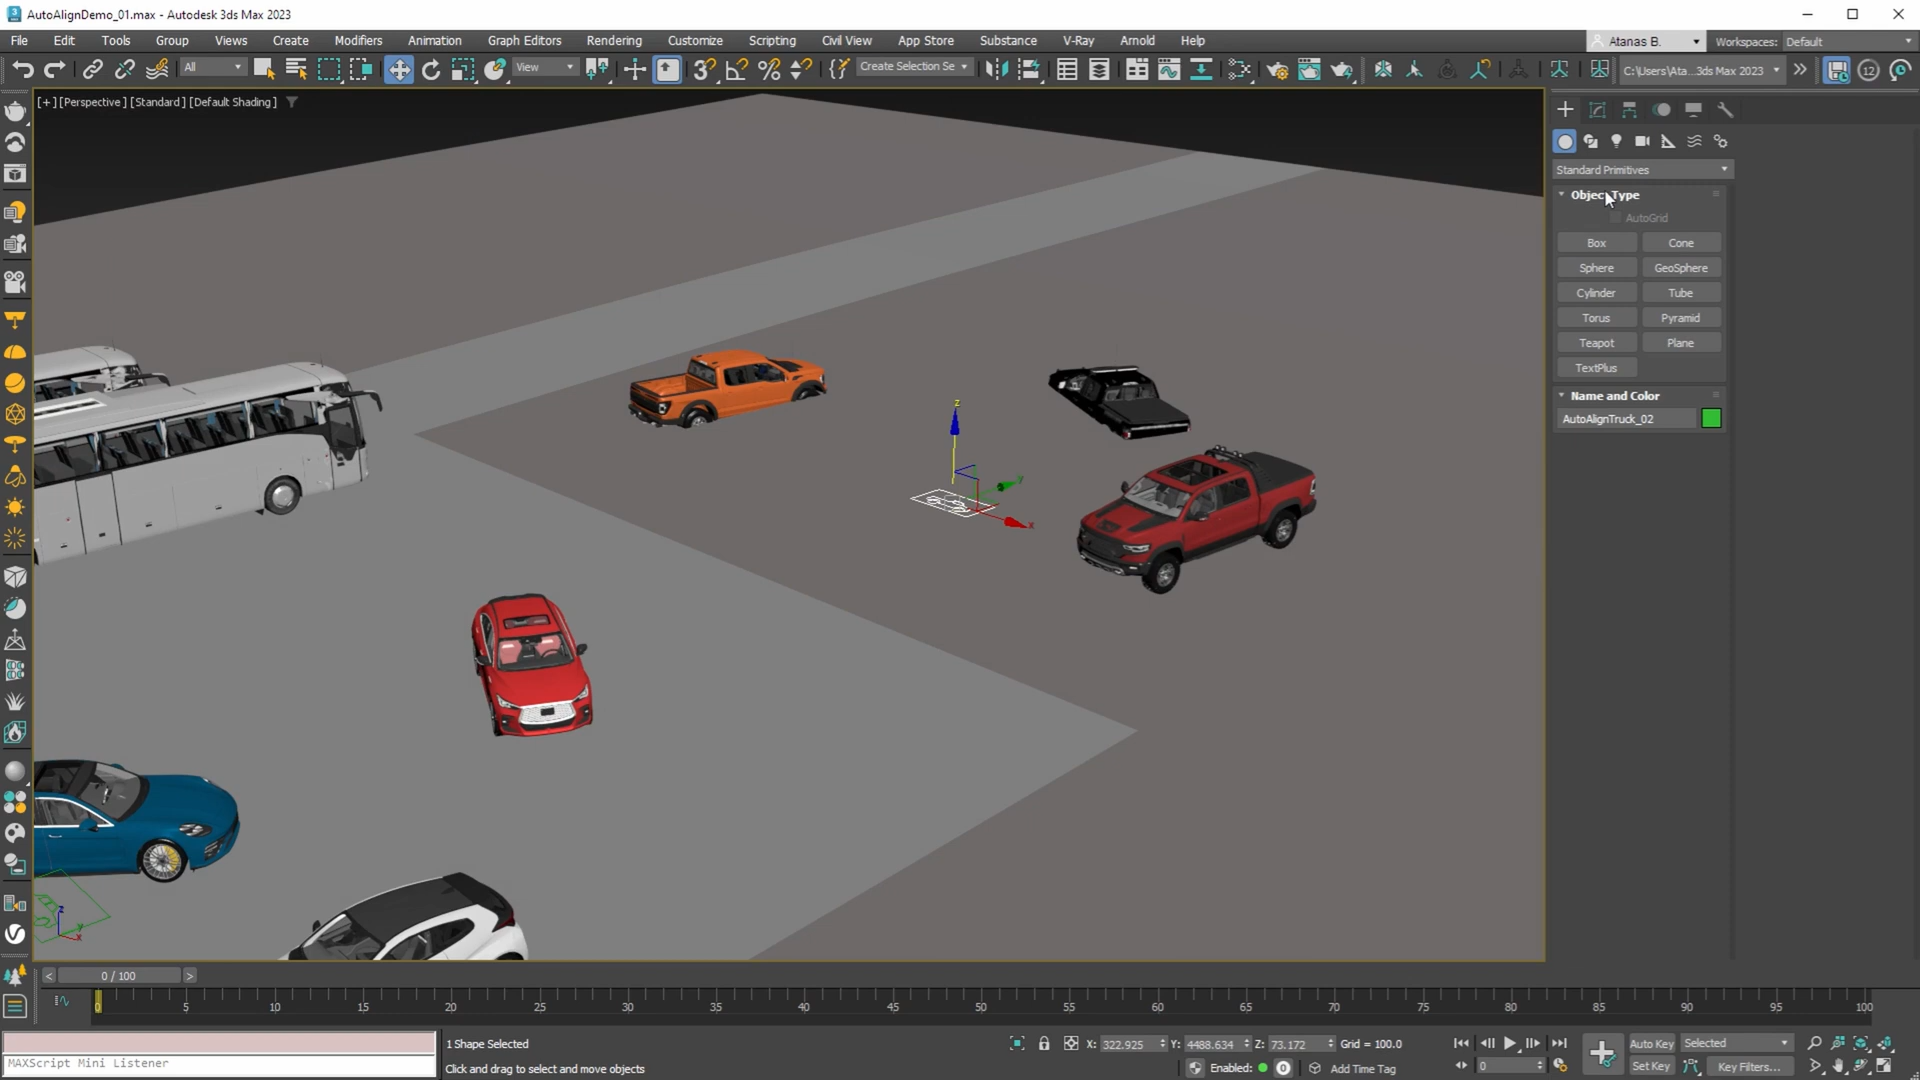 AutoAlignDemo_01.max - Autodesk 3ds Max 2023
File Edit Tools Group Views Create Modifiers Animation Graph Editors Rendering Customize Scripting Civil View App Store Substance V-Ray Arnold Help
Atanas B. Workspaces: Default
All View Create Selection Se C:\Users\Ata...3ds Max 2023 12
[+] [Perspective ] [Standard ] [Default Shading ]
Standard Primitives
Object Type
AutoGrid
Box Cone
Sphere GeoSphere
Cylinder Tube
Torus Pyramid
Teapot Plane
TextPlus
Name and Color
AutoAlignTruck_02
z
y
x
z
y
x
< 0 / 100 >
0 5 10 15 20 25 30 35 40 45 50 55 60 65 70 75 80 85 90 95 100
1 Shape Selected X: 322.925 Y: 4488.634 Z: 73.172 Grid = 100.0 Auto Key Selected
MAXScript Mini Listener Click and drag to select and move objects Enabled: 0 Add Time Tag 0 Set Key Key Filters...